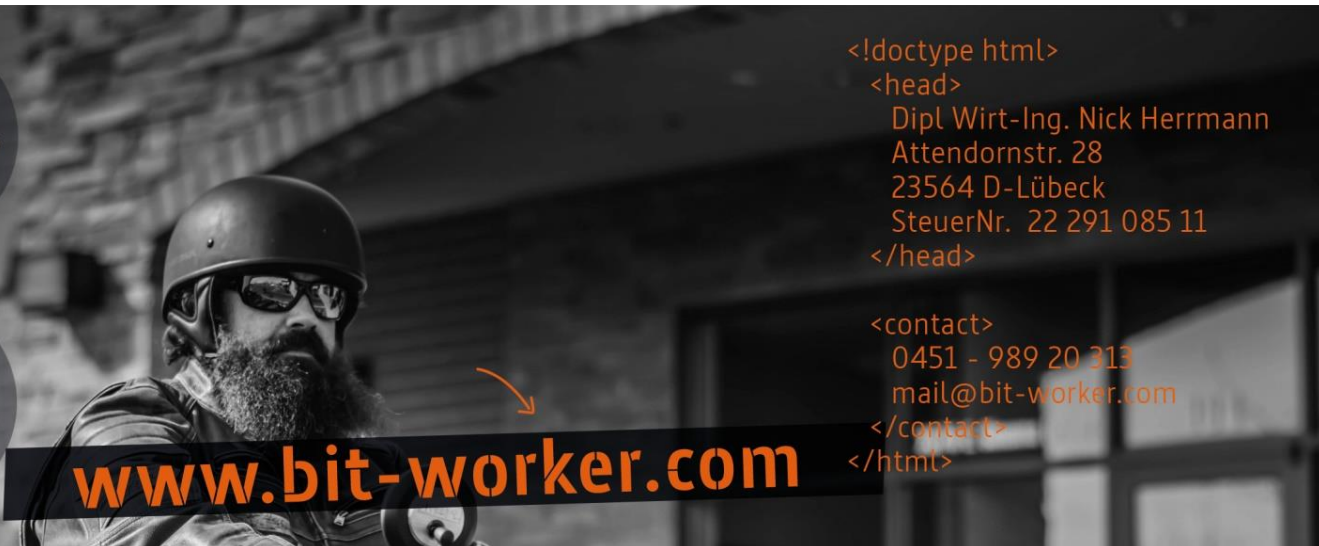 <!doctype html>
<head>
Dipl Wirt-Ing. Nick Herrmann
Attendornstr. 28
23564 D-Lübeck
SteuerNr. 22 291 085 11
</head>
<contact>
0451 - 989 20 313
mail@bit-worker.com
</contact>
</html>
www.bit-worker.com